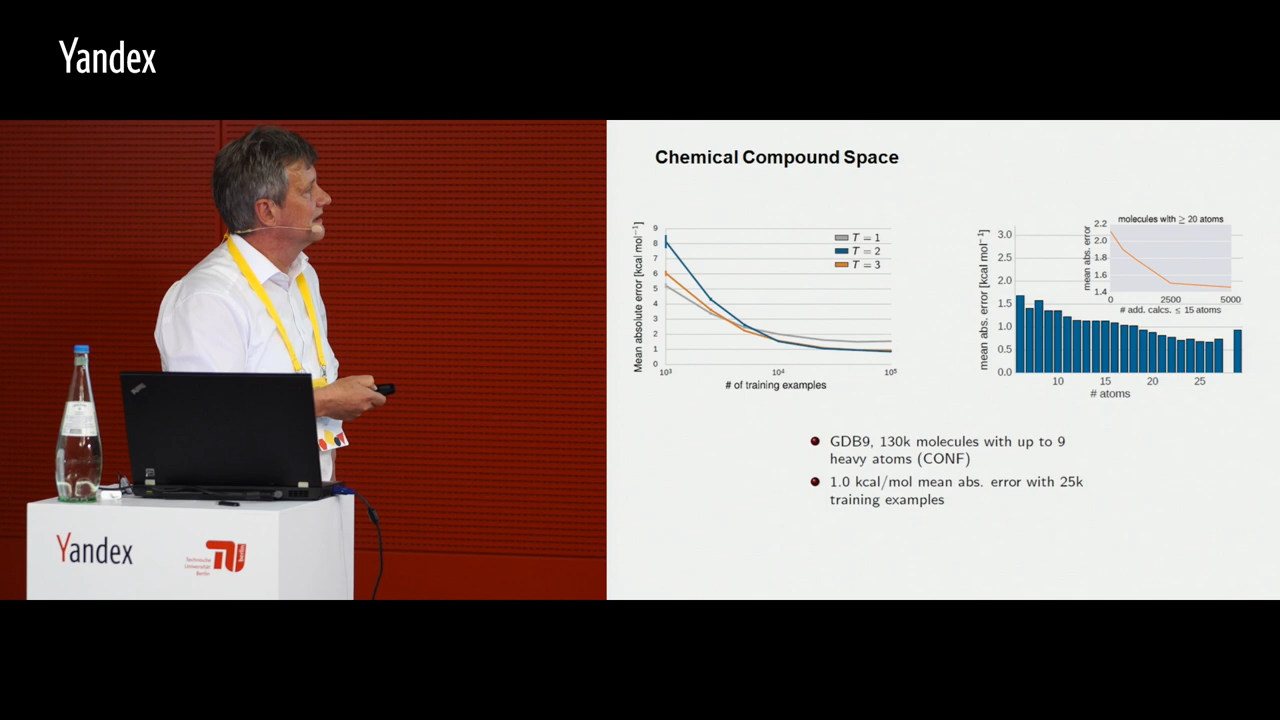 Yandex
Yandex
Technische
Universität
Berlin
berlin
Chemical Compound Space
Mean absolute error [kcal mol⁻¹]
9
8
7
6
5
4
3
2
1
0
T = 1
T = 2
T = 3
10³
10⁴
10⁵
# of training examples
mean abs. error [kcal mol⁻¹]
3.0
2.5
2.0
1.5
1.0
0.5
0.0
10
15
20
25
# atoms
molecules with ≥ 20 atoms
mean abs. error
2.2
2.0
1.8
1.6
1.4
0
2500
5000
# add. calcs. ≤ 15 atoms
GDB9, 130k molecules with up to 9
heavy atoms (CONF)
1.0 kcal/mol mean abs. error with 25k
training examples